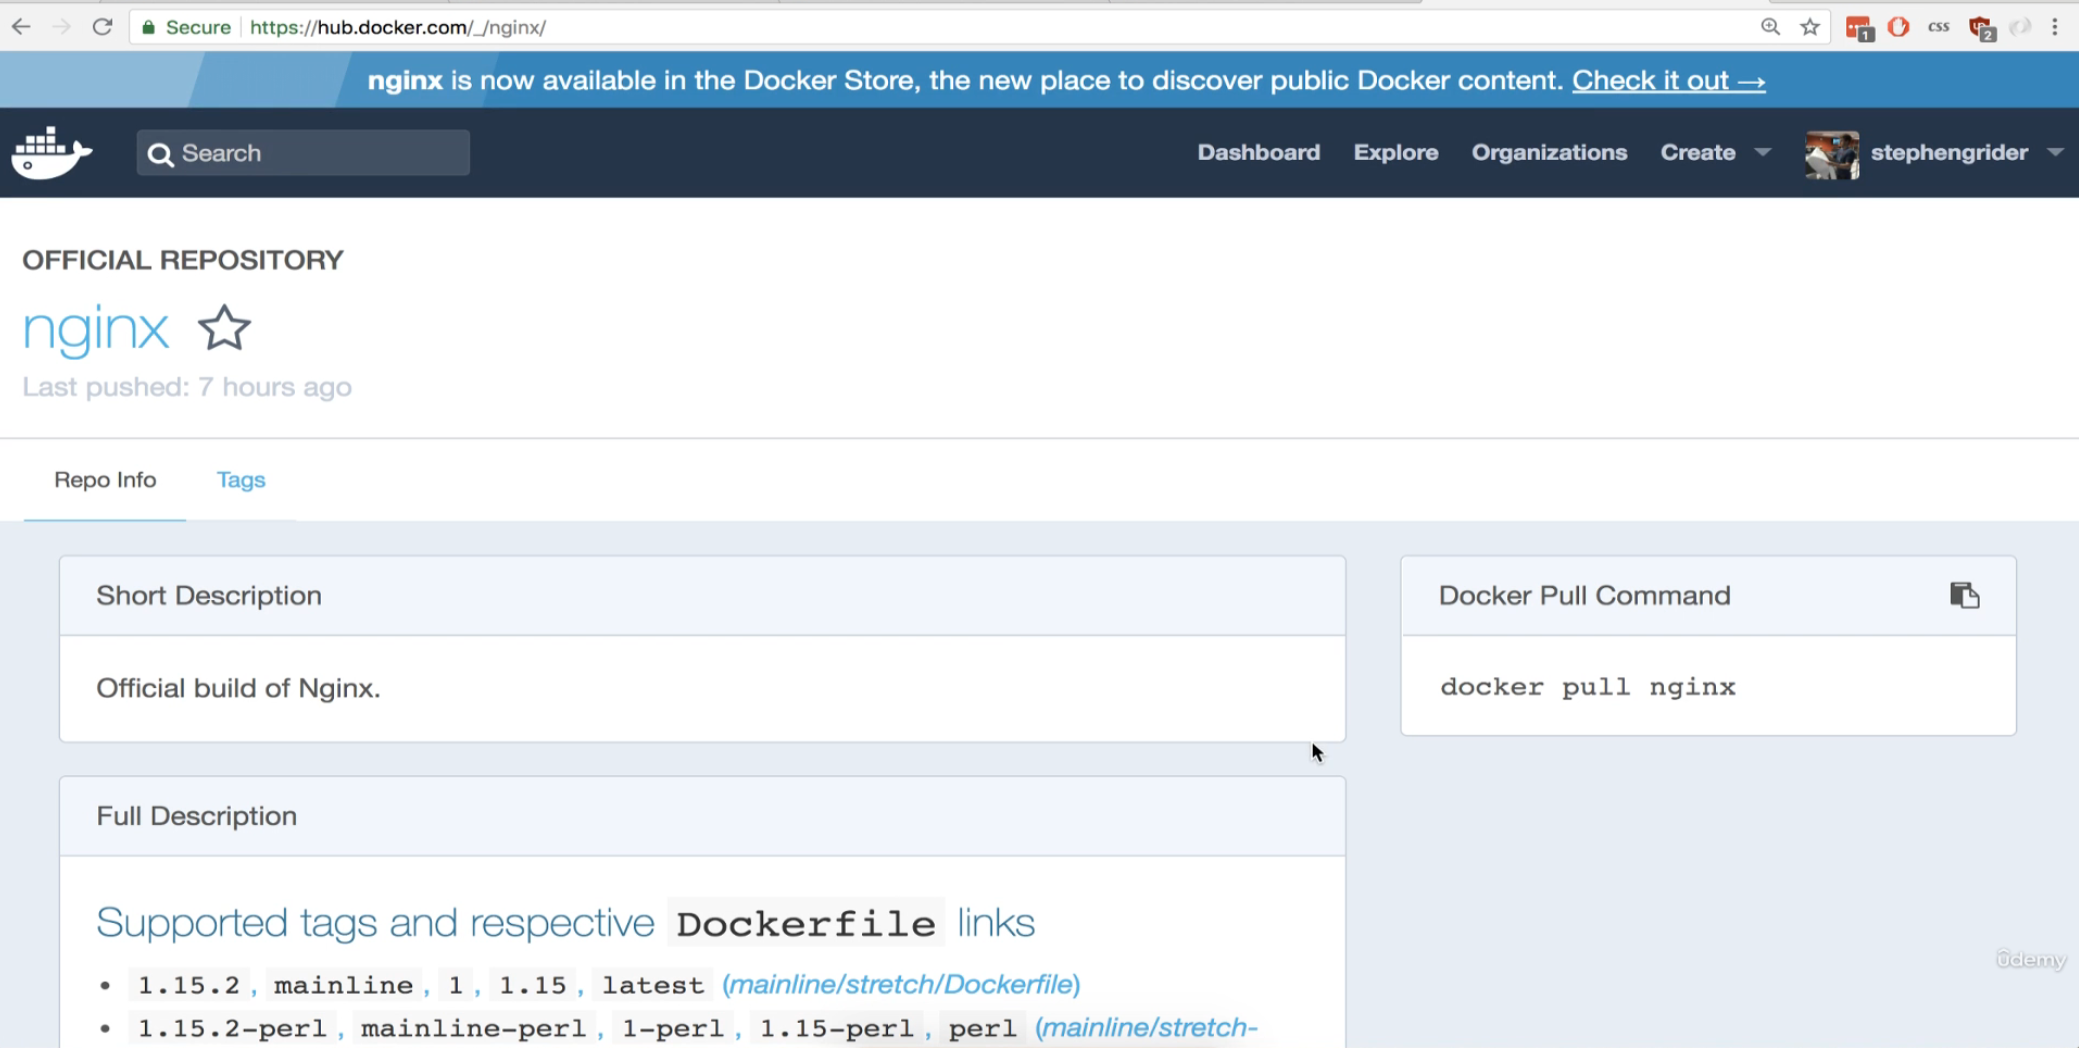 Secure https://hub.docker.com/_/nginx/
1 css 2
nginx is now available in the Docker Store, the new place to discover public Docker content. Check it out →
Search Dashboard Explore Organizations Create stephengrider
OFFICIAL REPOSITORY
nginx
Last pushed: 7 hours ago
Repo Info Tags
Short Description
Official build of Nginx.
Docker Pull Command
docker pull nginx
Full Description
Supported tags and respective Dockerfile links
• 1.15.2, mainline, 1, 1.15, latest (mainline/stretch/Dockerfile)
• 1.15.2-perl, mainline-perl, 1-perl, 1.15-perl, perl (mainline/stretch-
ûdemy